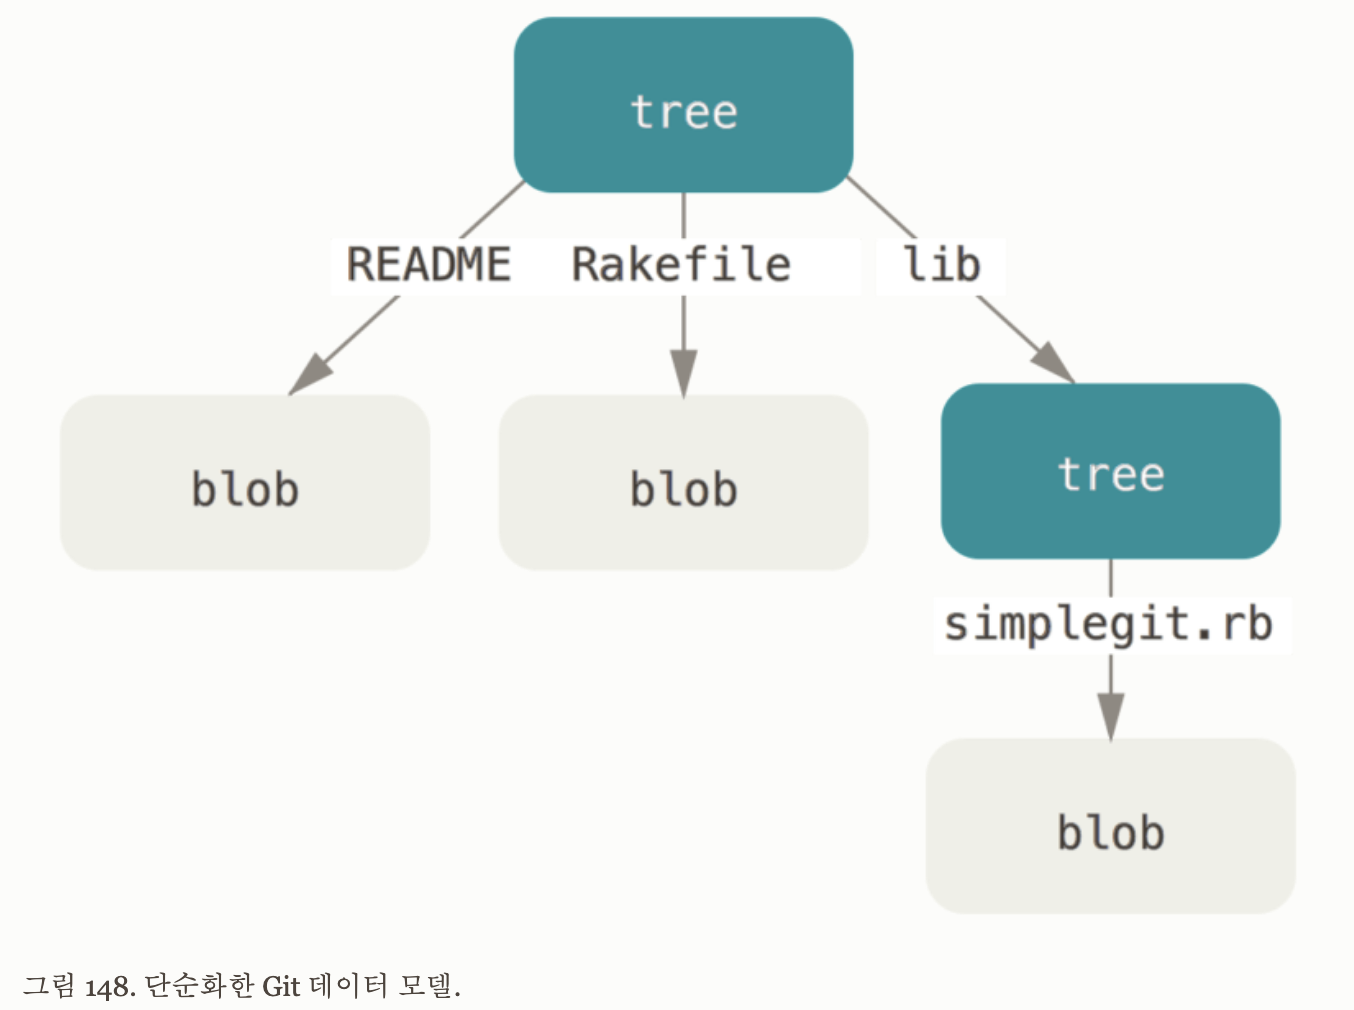 tree
README
Rakefile
lib
blob
blob
tree
simplegit.rb
blob
그림 148. 단순화한 Git 데이터 모델.